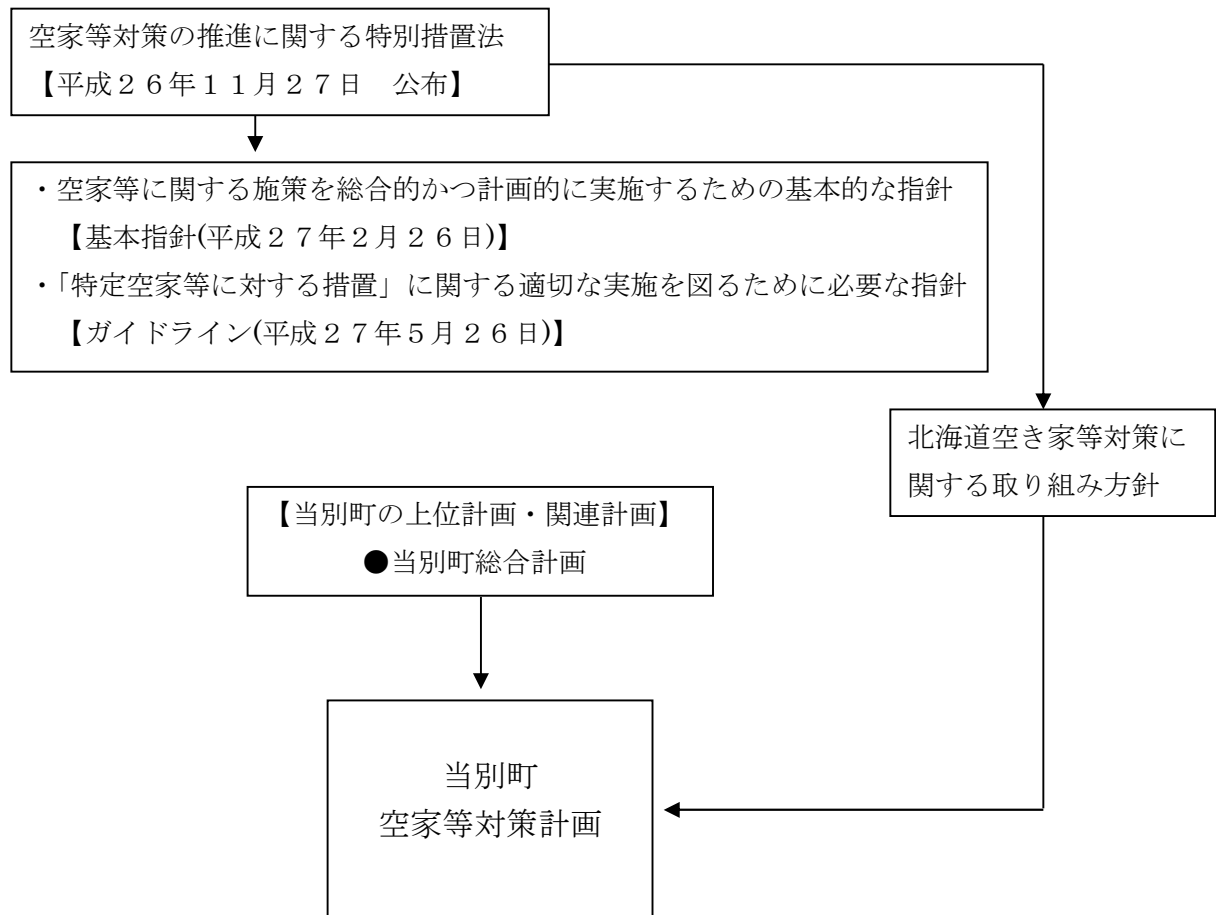 空家等対策の推進に関する特別措置法
【平成２６年１１月２７日　公布】
・空家等に関する施策を総合的かつ計画的に実施するための基本的な指針
【基本指針(平成２７年２月２６日)】
・「特定空家等に対する措置」に関する適切な実施を図るために必要な指針
【ガイドライン(平成２７年５月２６日)】
北海道空き家等対策に
関する取り組み方針
【当別町の上位計画・関連計画】
●当別町総合計画
当別町
空家等対策計画